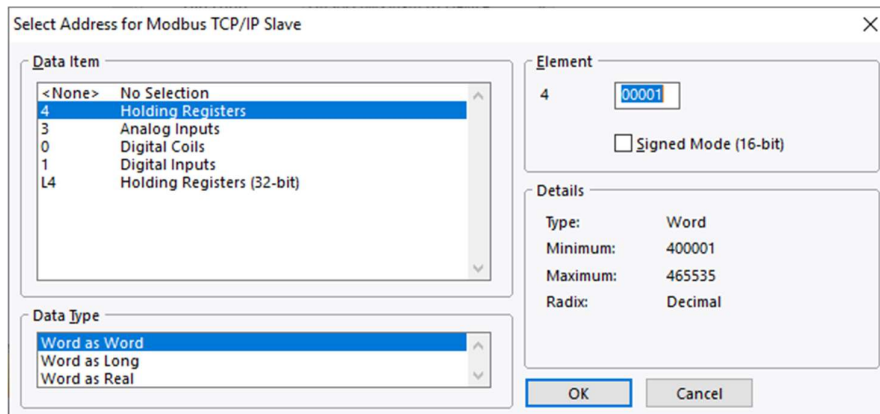 Select Address for Modbus TCP/IP Slave
Data Item
<None> No Selection
4 Holding Registers
3 Analog Inputs
0 Digital Coils
1 Digital Inputs
L4 Holding Registers (32-bit)
Data Type
Word as Word
Word as Long
Word as Real
Element
4 00001
Signed Mode (16-bit)
Details
Type: Word
Minimum: 400001
Maximum: 465535
Radix: Decimal
OK Cancel